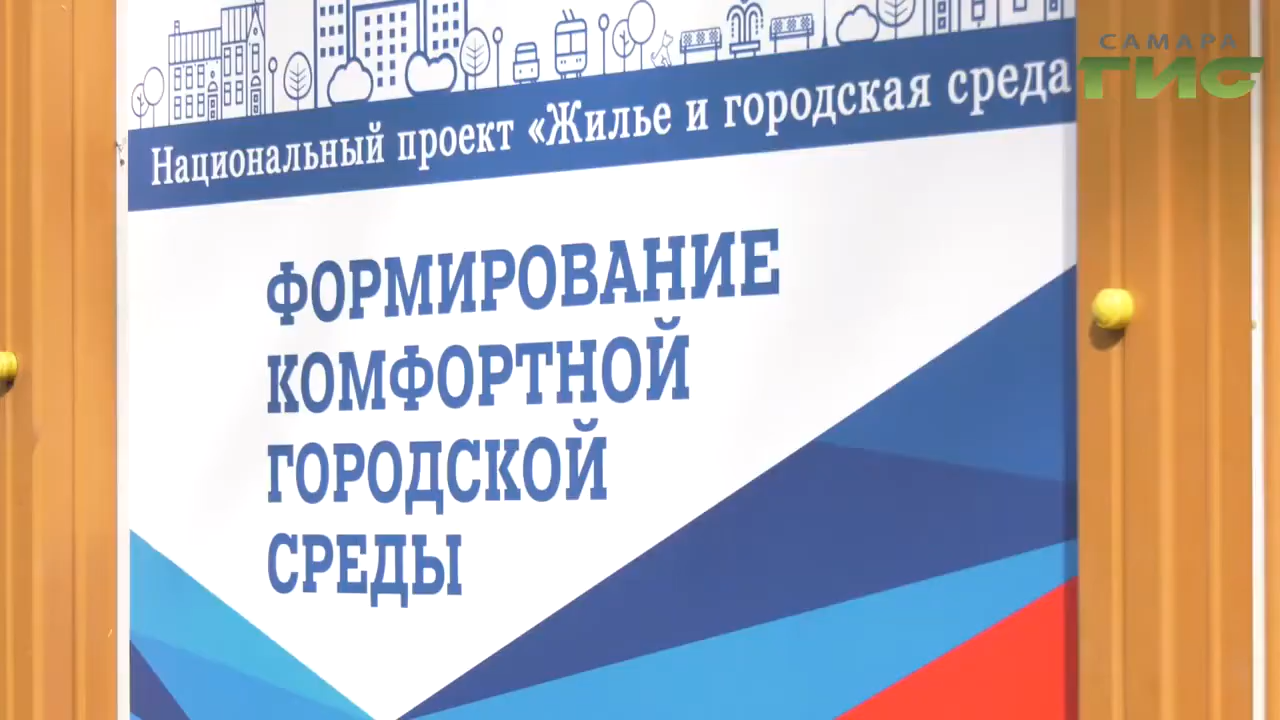 САМАРА
ГИС
Национальный проект «Жилье и городская среда
ФОРМИРОВАНИЕ
КОМФОРТНОЙ
ГОРОДСКОЙ
СРЕДЫ